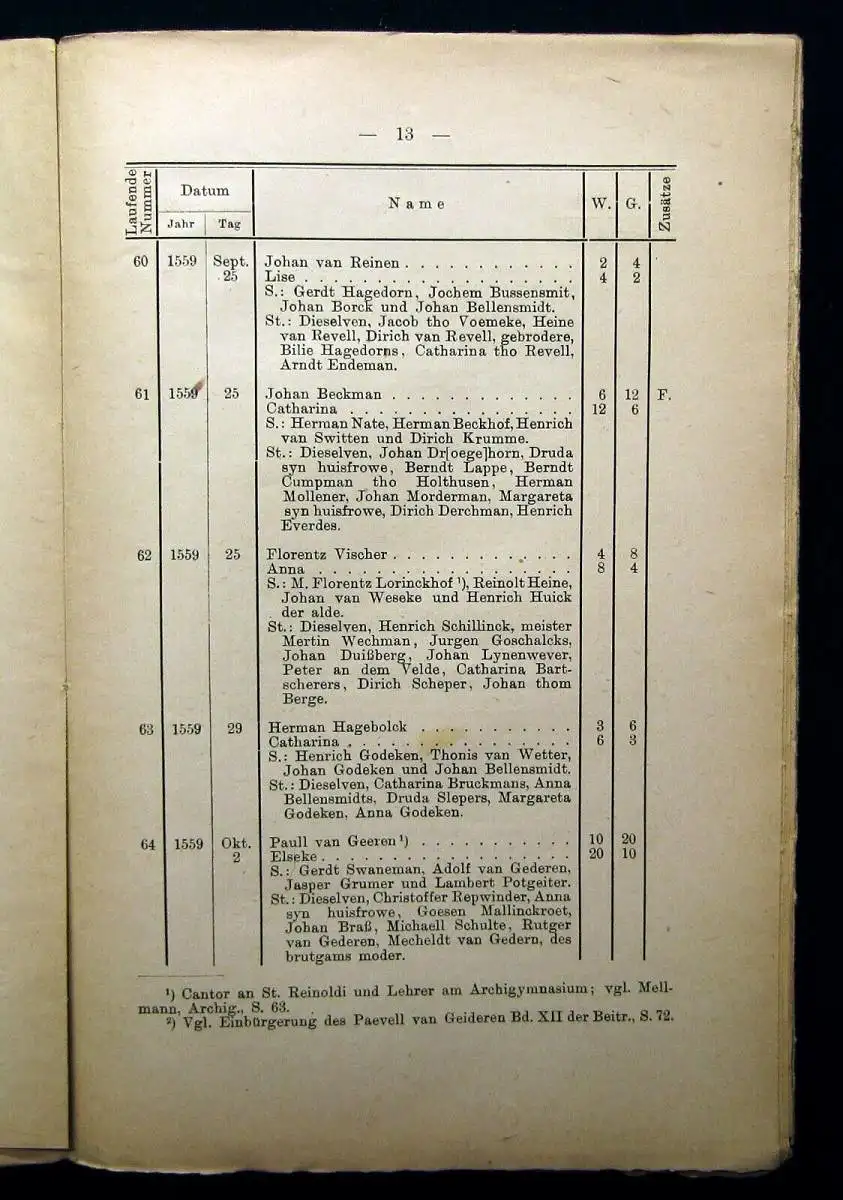 — 13 —
Laufende Nummer
Datum
Name
W.
G.
Zusätze
Jahr
Tag
60 1559 Sept. Johan van Reinen . . . . . . . . . . . . 2 4
25 Lise . . . . . . . . . . . . . . . . . . . 4 2
S.: Gerdt Hagedorn, Jochem Bussensmit,
Johan Borck und Johan Bellensmidt.
St.: Dieselven, Jacob tho Voemeke, Heine
van Revell, Dirich van Revell, gebrodere,
Bilie Hagedorns, Catharina tho Revell,
Arndt Endeman.
61 1559 25 Johan Beckman . . . . . . . . . . . . . 6 12 F.
Catharina . . . . . . . . . . . . . . . . 12 6
S.: Herman Nate, Herman Beckhof, Henrich
van Switten und Dirich Krumme.
St.: Dieselven, Johan Dr[oege]horn, Druda
syn huisfrowe, Berndt Lappe, Berndt
Cumpman tho Holthusen, Herman
Mollener, Johan Morderman, Margareta
syn huisfrowe, Dirich Derchman, Henrich
Everdes.
62 1559 25 Florentz Vischer . . . . . . . . . . . . . 4 8
Anna . . . . . . . . . . . . . . . . . . 8 4
S.: M. Florentz Lorinckhof ¹), Reinolt Heine,
Johan van Weseke und Henrich Huick
der alde.
St.: Dieselven, Henrich Schillinck, meister
Mertin Wechman, Jurgen Goschalcks,
Johan Duißberg, Johan Lynenwever,
Peter an dem Velde, Catharina Bart-
scherers, Dirich Scheper, Johan thom
Berge.
63 1559 29 Herman Hagebolck . . . . . . . . . . . 3 6
Catharina . . . . . . . . . . . . . . . . 6 3
S.: Henrich Godeken, Thonis van Wetter,
Johan Godeken und Johan Bellensmidt.
St.: Dieselven, Catharina Bruckmans, Anna
Bellensmidts, Druda Slepers, Margareta
Godeken, Anna Godeken.
64 1559 Okt. Paull van Geeren ¹) . . . . . . . . . . . 10 20
2 Elseke . . . . . . . . . . . . . . . . . . 20 10
S.: Gerdt Swaneman, Adolf van Gederen,
Jasper Grumer und Lambert Potgeiter.
St.: Dieselven, Christoffer Repwinder, Anna
syn huisfrowe, Goesen Mallinckroet,
Johan Braß, Michaell Schulte, Rutger
van Gederen, Mecheldt van Gedern, des
brutgams moder.
¹) Cantor an St. Reinoldi und Lehrer am Archigymnasium; vgl. Mell-
mann, Archig., S. 63.
²) Vgl. Einbürgerung des Paevell van Geideren Bd. XII der Beitr., S. 72.